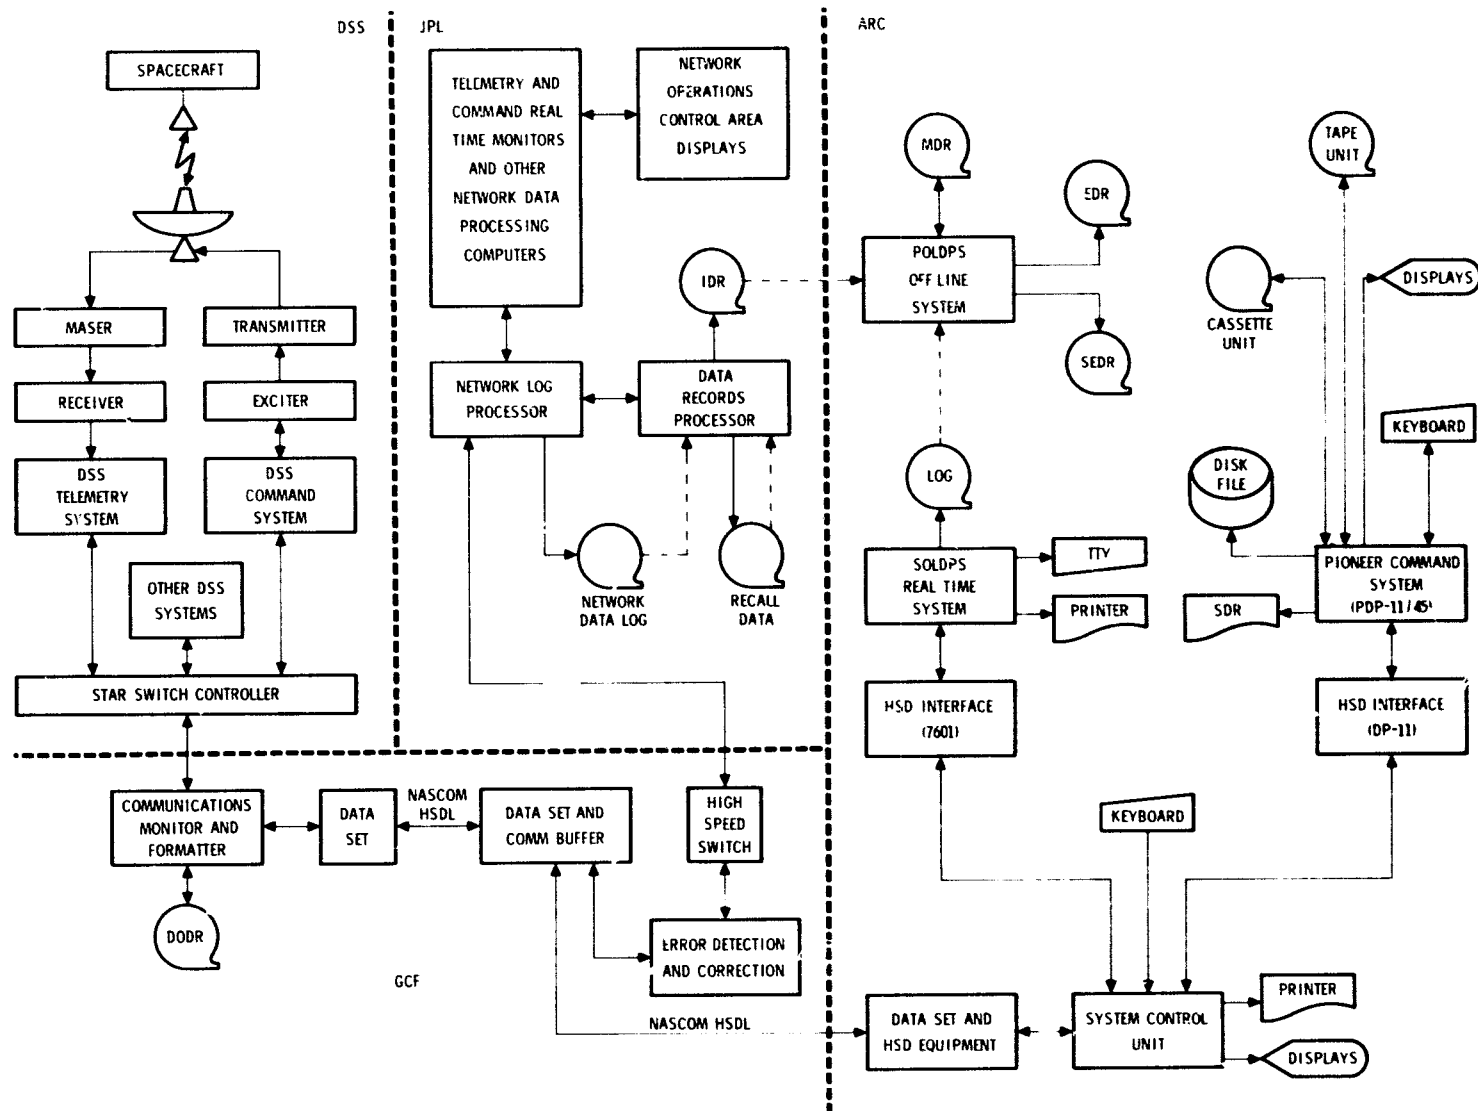 DSS
JPL
ARC
SPACECRAFT
TELEMETRY AND
COMMAND REAL
TIME MONITORS
AND OTHER
NETWORK DATA
PROCESSING
COMPUTERS
NETWORK
OPERATIONS
CONTROL AREA
DISPLAYS
MASER
TRANSMITTER
RECEIVER
EXCITER
DSS
TELEMETRY
SYSTEM
DSS
COMMAND
SYSTEM
OTHER DSS
SYSTEMS
STAR SWITCH CONTROLLER
IDR
NETWORK LOG
PROCESSOR
DATA
RECORDS
PROCESSOR
NETWORK
DATA LOG
RECALL
DATA
MDR
EDR
POLDPS
OFF LINE
SYSTEM
SEDR
LOG
SOLDPS
REAL TIME
SYSTEM
TTY
PRINTER
HSD INTERFACE
(7601)
TAPE
UNIT
CASSETTE
UNIT
DISPLAYS
KEYBOARD
DISK
FILE
PIONEER COMMAND
SYSTEM
(PDP-11/45)
SDR
HSD INTERFACE
(DP-11)
COMMUNICATIONS
MONITOR AND
FORMATTER
DATA
SET
NASCOM
HSDL
DATA SET AND
COMM BUFFER
HIGH
SPEED
SWITCH
DODR
ERROR DETECTION
AND CORRECTION
GCF
NASCOM HSDL
KEYBOARD
DATA SET AND
HSD EQUIPMENT
SYSTEM CONTROL
UNIT
PRINTER
DISPLAYS